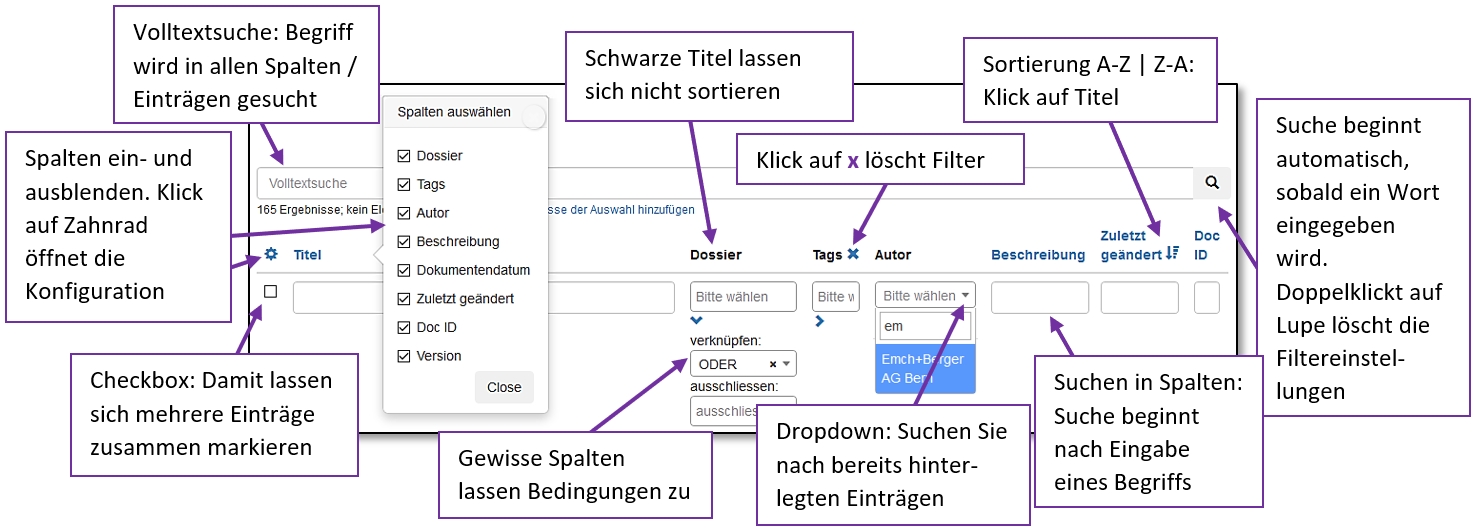 Volltextsuche: Begriff
wird in allen Spalten /
Einträgen gesucht
Schwarze Titel lassen
sich nicht sortieren
Sortierung A-Z | Z-A:
Klick auf Titel
Klick auf x löscht Filter
Suche beginnt
automatisch,
sobald ein Wort
eingegeben
wird.
Doppelklickt auf
Lupe löscht die
Filtereinstel-
lungen
Spalten ein- und
ausblenden. Klick
auf Zahnrad
öffnet die
Konfiguration
Spalten auswählen
Dossier
Tags
Autor
Beschreibung
Dokumentendatum
Zuletzt geändert
Doc ID
Version
Close
Volltextsuche
165 Ergebnisse; kein
der Auswahl hinzufügen
Titel
Dossier
Tags
Autor
Beschreibung
Zuletzt
geändert
Doc
ID
Bitte wählen
Bitte
Bitte wählen
em
Emch+Berger
AG Bern
verknüpfen:
ODER
ausschliessen:
Checkbox: Damit lassen
sich mehrere Einträge
zusammen markieren
Gewisse Spalten
lassen Bedingungen zu
Dropdown: Suchen Sie
nach bereits hinter-
legten Einträgen
Suchen in Spalten:
Suche beginnt
nach Eingabe
eines Begriffs